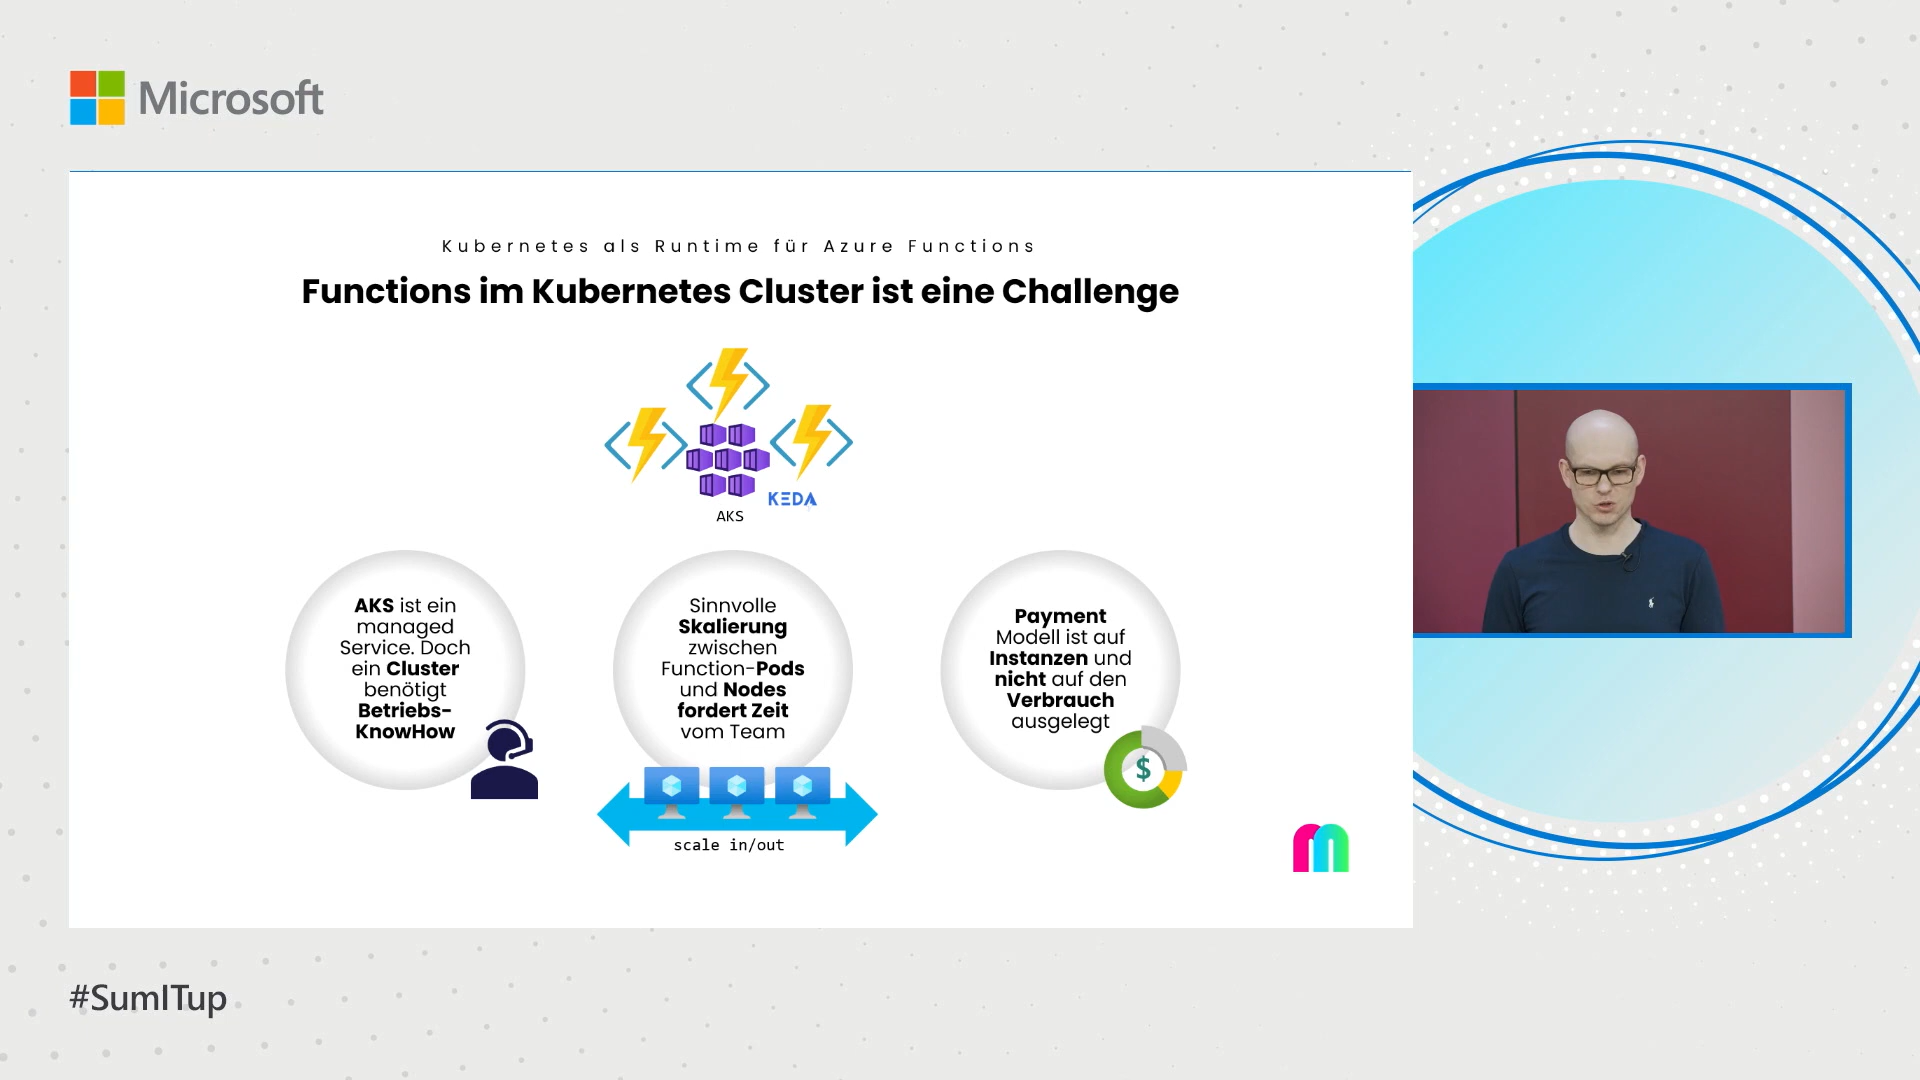 Microsoft
Kubernetes als Runtime für Azure Functions
Functions im Kubernetes Cluster ist eine Challenge
KEDA
AKS
AKS ist ein
managed
Service. Doch
ein Cluster
benötigt
Betriebs-
KnowHow
Sinnvolle
Skalierung
zwischen
Function-Pods
und Nodes
fordert Zeit
vom Team
scale in/out
Payment
Modell ist auf
Instanzen und
nicht auf den
Verbrauch
ausgelegt
$
#SumITup